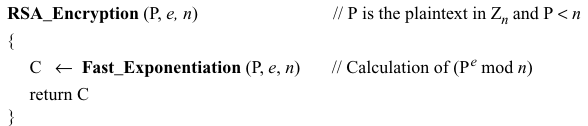 RSA_Encryption (P, e, n) // P is the plaintext in Zn and P < n
{
C ← Fast_Exponentiation (P, e, n) // Calculation of (P^e mod n)
return C
}